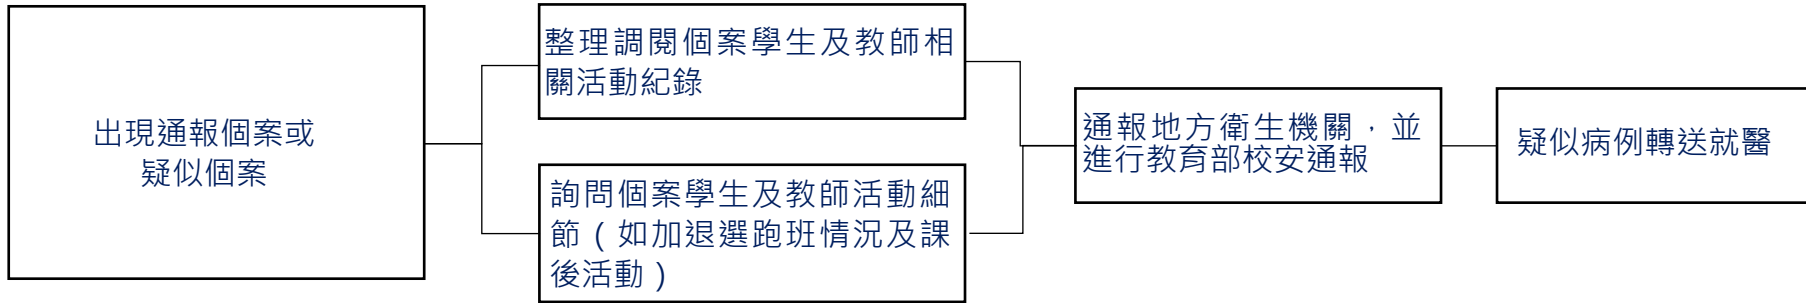 出現通報個案或
疑似個案
整理調閱個案學生及教師相
關活動紀錄
詢問個案學生及教師活動細
節（如加退選跑班情況及課
後活動）
通報地方衛生機關，並
進行教育部校安通報
疑似病例轉送就醫